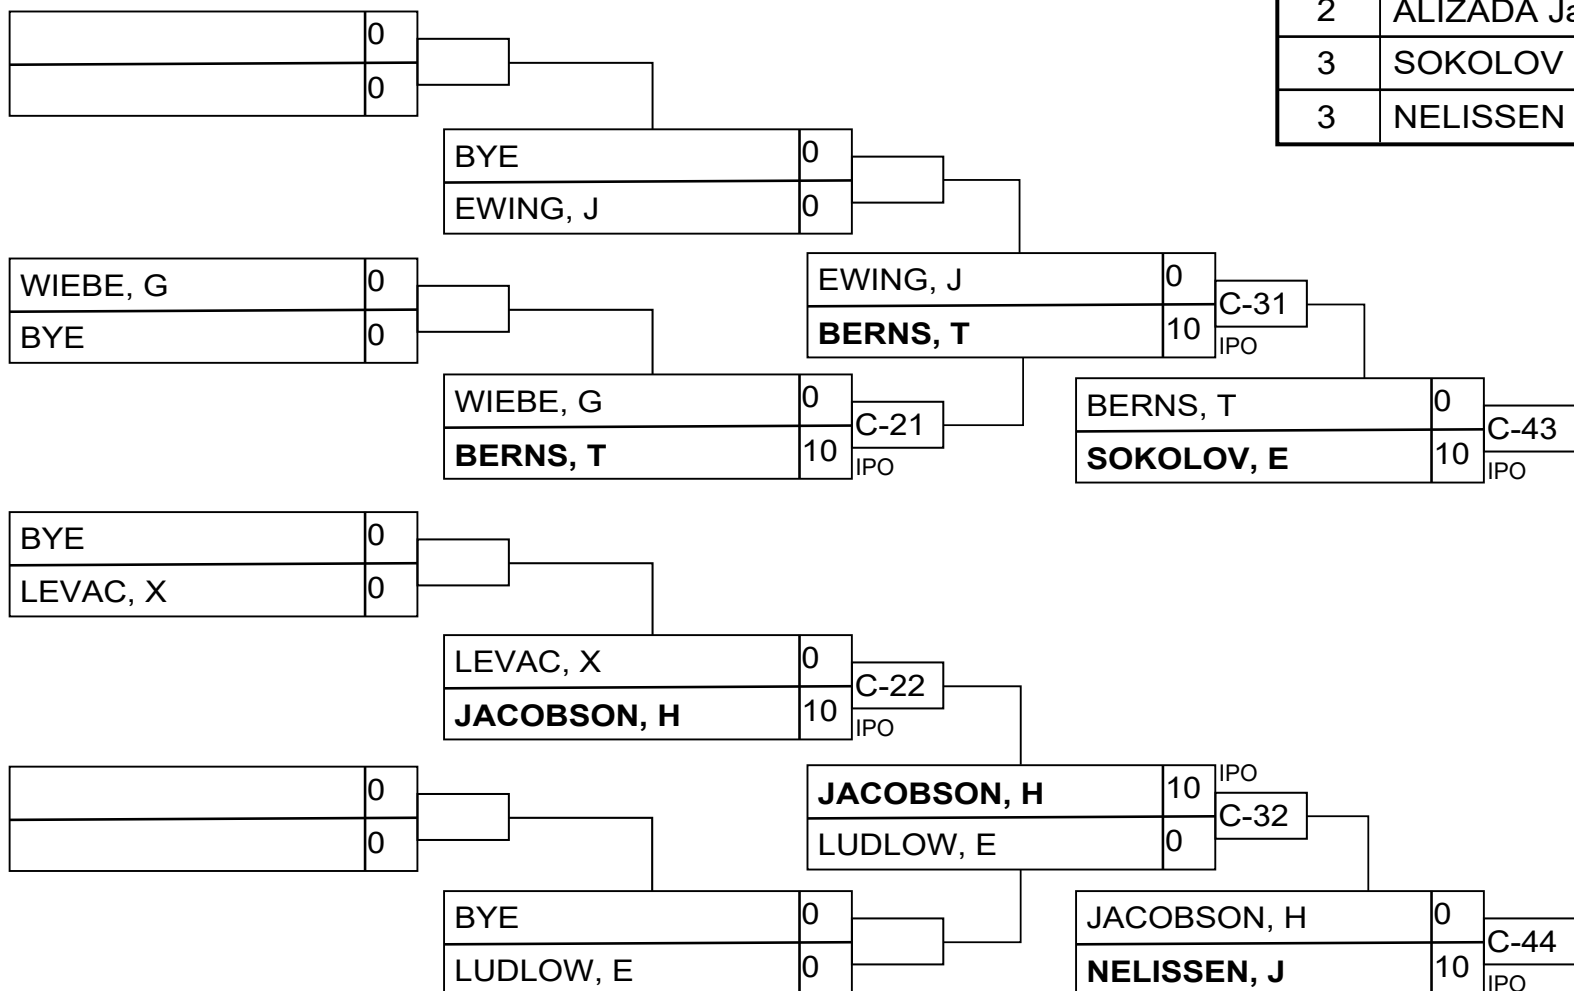 0
0
2 ALIZADA Ja
3 SOKOLOV
3 NELISSEN
BYE 0
EWING, J 0
WIEBE, G 0
BYE 0
EWING, J 0
BERNS, T 10
C-31
IPO
WIEBE, G 0
BERNS, T 10
C-21
IPO
BERNS, T 0
SOKOLOV, E 10
C-43
IPO
BYE 0
LEVAC, X 0
LEVAC, X 0
JACOBSON, H 10
C-22
IPO
0
0
JACOBSON, H 10
LUDLOW, E 0
IPO
C-32
BYE 0
LUDLOW, E 0
JACOBSON, H 0
NELISSEN, J 10
C-44
IPO